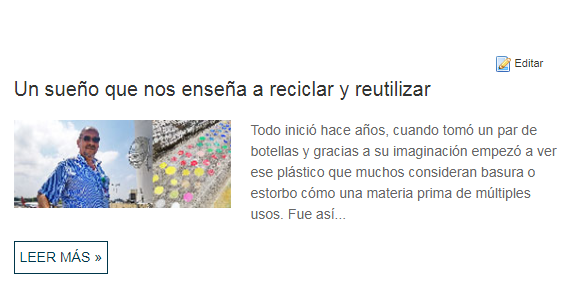 Editar
Un sueño que nos enseña a reciclar y reutilizar
Todo inició hace años, cuando tomó un par de
botellas y gracias a su imaginación empezó a ver
ese plástico que muchos consideran basura o
estorbo cómo una materia prima de múltiples
usos. Fue así...
LEER MÁS »